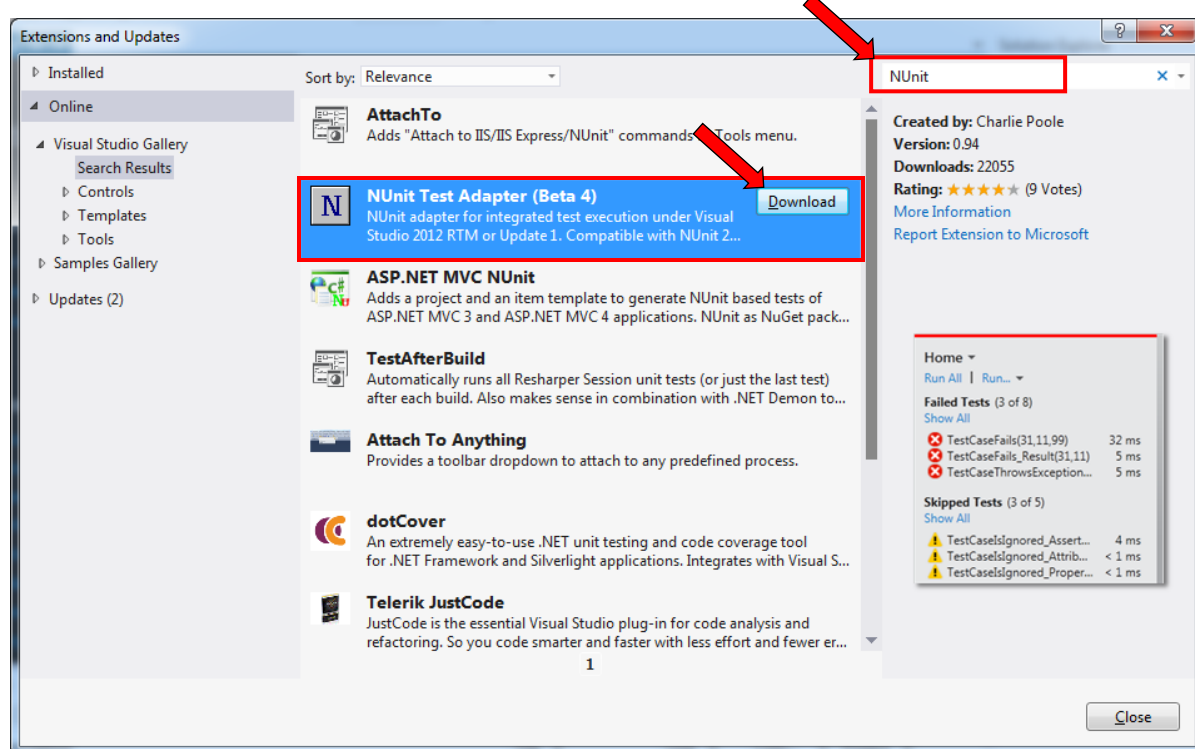 Extensions and Updates
Installed
Online
Visual Studio Gallery
Search Results
Controls
Templates
Tools
Samples Gallery
Updates (2)
Sort by: Relevance
AttachTo
Adds "Attach to IIS/IIS Express/NUnit" commands Tools menu.
N
NUnit Test Adapter (Beta 4)
Download
NUnit adapter for integrated test execution under Visual
Studio 2012 RTM or Update 1. Compatible with NUnit 2...
ASP.NET MVC NUnit
Adds a project and an item template to generate NUnit based tests of
ASP.NET MVC 3 and ASP.NET MVC 4 applications. NUnit as NuGet pack...
TestAfterBuild
Automatically runs all Resharper Session unit tests (or just the last test)
after each build. Also makes sense in combination with .NET Demon to...
Attach To Anything
Provides a toolbar dropdown to attach to any predefined process.
dotCover
An extremely easy-to-use .NET unit testing and code coverage tool
for .NET Framework and Silverlight applications. Integrates with Visual S...
Telerik JustCode
JustCode is the essential Visual Studio plug-in for code analysis and
refactoring. So you code smarter and faster with less effort and fewer er...
1
NUnit
Created by: Charlie Poole
Version: 0.94
Downloads: 22055
Rating: ★★★★★ (9 Votes)
More Information
Report Extension to Microsoft
Home
Run All | Run...
Failed Tests (3 of 8)
Show All
TestCaseFails(31,11,99) 32 ms
TestCaseFails_Result(31,11) 5 ms
TestCaseThrowsException... 5 ms
Skipped Tests (3 of 5)
Show All
TestCaseIsIgnored_Assert... 4 ms
TestCaseIsIgnored_Attrib... < 1 ms
TestCaseIsIgnored_Proper... < 1 ms
Close